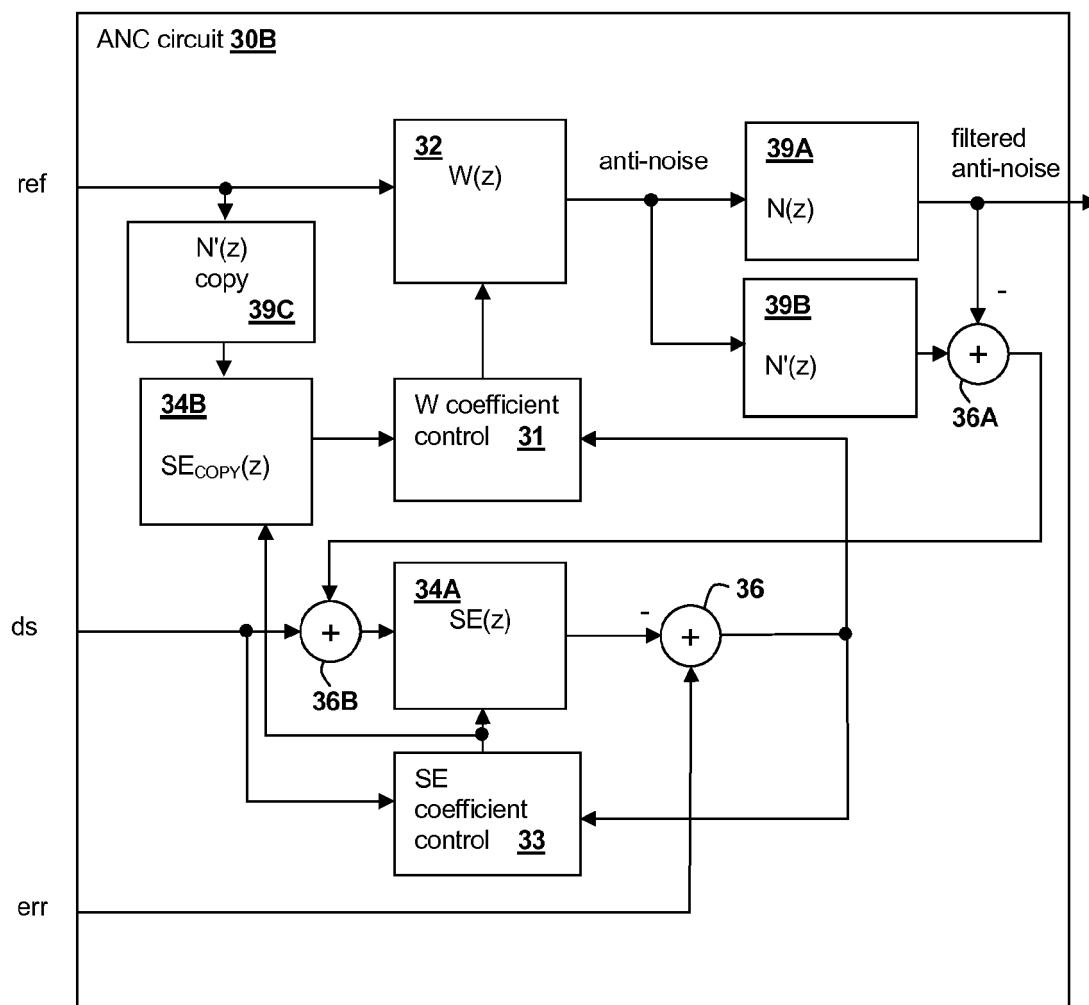 ANC circuit 30B
ref
32
W(z)
anti-noise
39A
N(z)
filtered
anti-noise
N'(z)
copy
39C
39B
N'(z)
-
+
36A
34B
SE_COPY(z)
W coefficient
control 31
ds
+
36B
34A
SE(z)
-
+
36
SE
coefficient
control 33
err